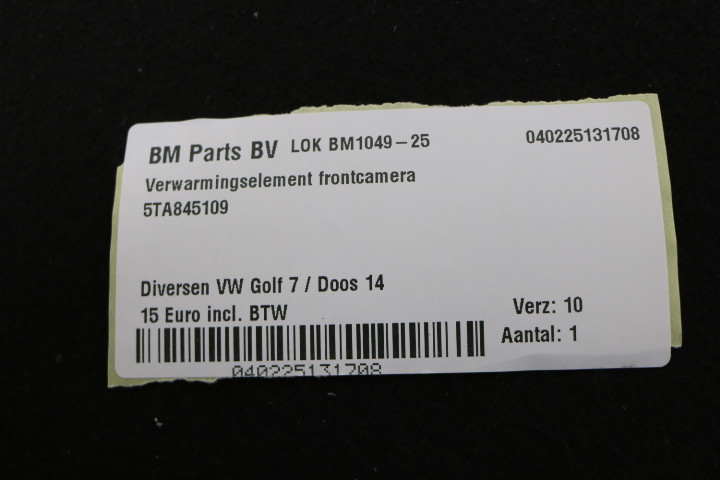 BM Parts BV LOK BM1049-25 040225131708
Verwarmingselement frontcamera
5TA845109
Diversen VW Golf 7 / Doos 14
15 Euro incl. BTW
Verz: 10
Aantal: 1
040225131708